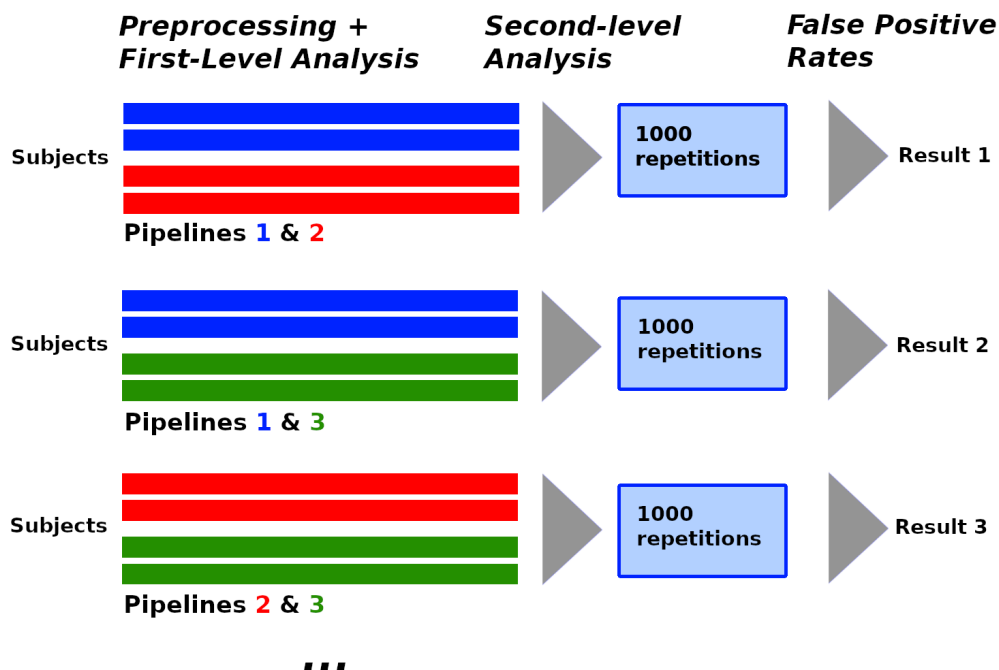 Preprocessing +
First-Level Analysis
Second-level
Analysis
False Positive
Rates
Subjects
1000
repetitions
Result 1
Pipelines 1 & 2
Subjects
1000
repetitions
Result 2
Pipelines 1 & 3
Subjects
1000
repetitions
Result 3
Pipelines 2 & 3
...